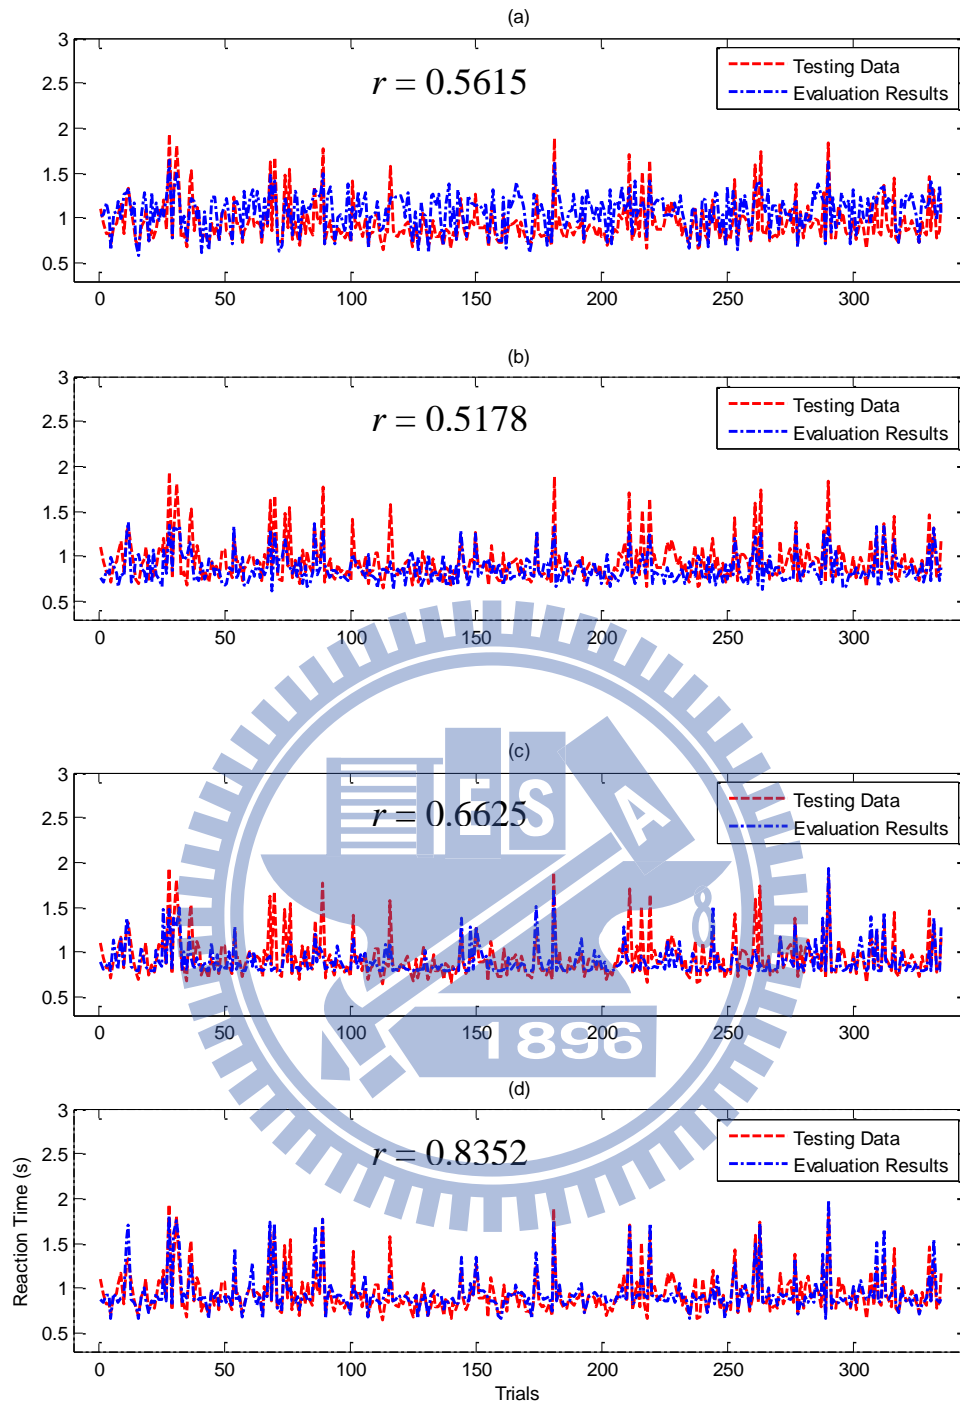 (a)
3
2.5
2
1.5
1
0.5
r = 0.5615
Testing Data
Evaluation Results
0 50 100 150 200 250 300
(b)
3
2.5
2
1.5
1
0.5
r = 0.5178
Testing Data
Evaluation Results
0 50 100 150 200 250 300
(c)
3
2.5
2
1.5
1
0.5
r = 0.6625
Testing Data
Evaluation Results
E S A
8
0 50 100 150 200 250 300
1896
(d)
3
2.5
2
1.5
1
0.5
r = 0.8352
Testing Data
Evaluation Results
Reaction Time (s)
0 50 100 150 200 250 300
Trials